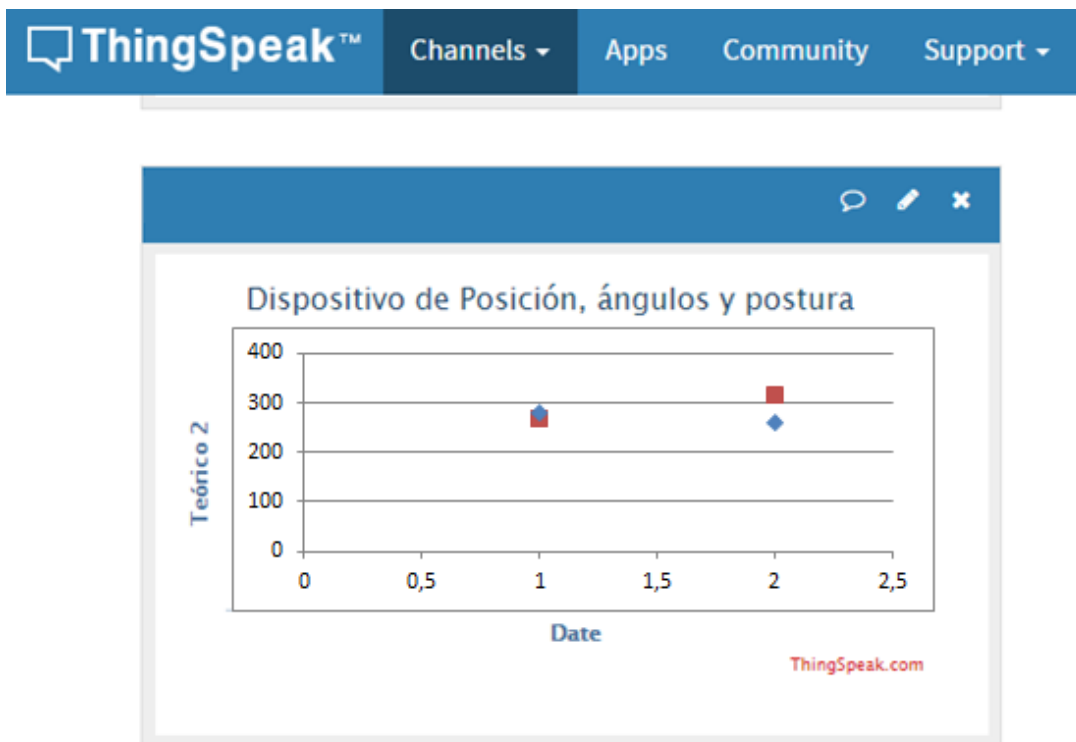 ThingSpeak™ Channels Apps Community Support
Dispositivo de Posición, ángulos y postura
400
300
200
100
0
Teórico 2
0 0,5 1 1,5 2 2,5
Date
ThingSpeak.com